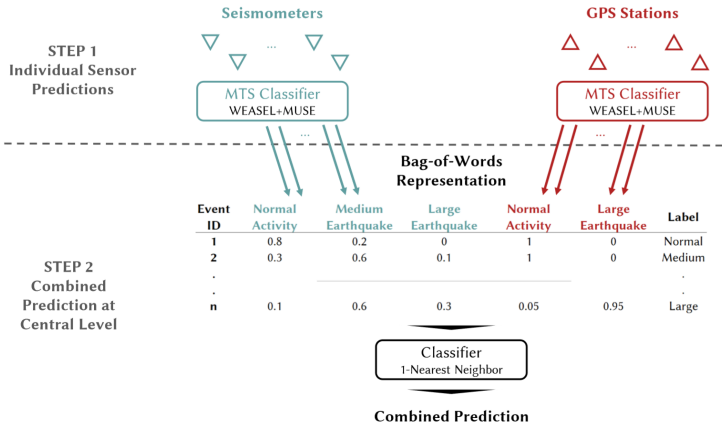 Seismometers
GPS Stations
STEP 1
Individual Sensor
Predictions
...
...
MTS Classifier
WEASEL+MUSE
MTS Classifier
WEASEL+MUSE
...
...
Bag-of-Words
Representation
Event ID Normal Activity Medium Earthquake Large Earthquake Normal Activity Large Earthquake Label
1 0.8 0.2 0 1 0 Normal
2 0.3 0.6 0.1 1 0 Medium
. .
. .
n 0.1 0.6 0.3 0.05 0.95 Large
STEP 2
Combined
Prediction at
Central Level
Classifier
1-Nearest Neighbor
Combined Prediction